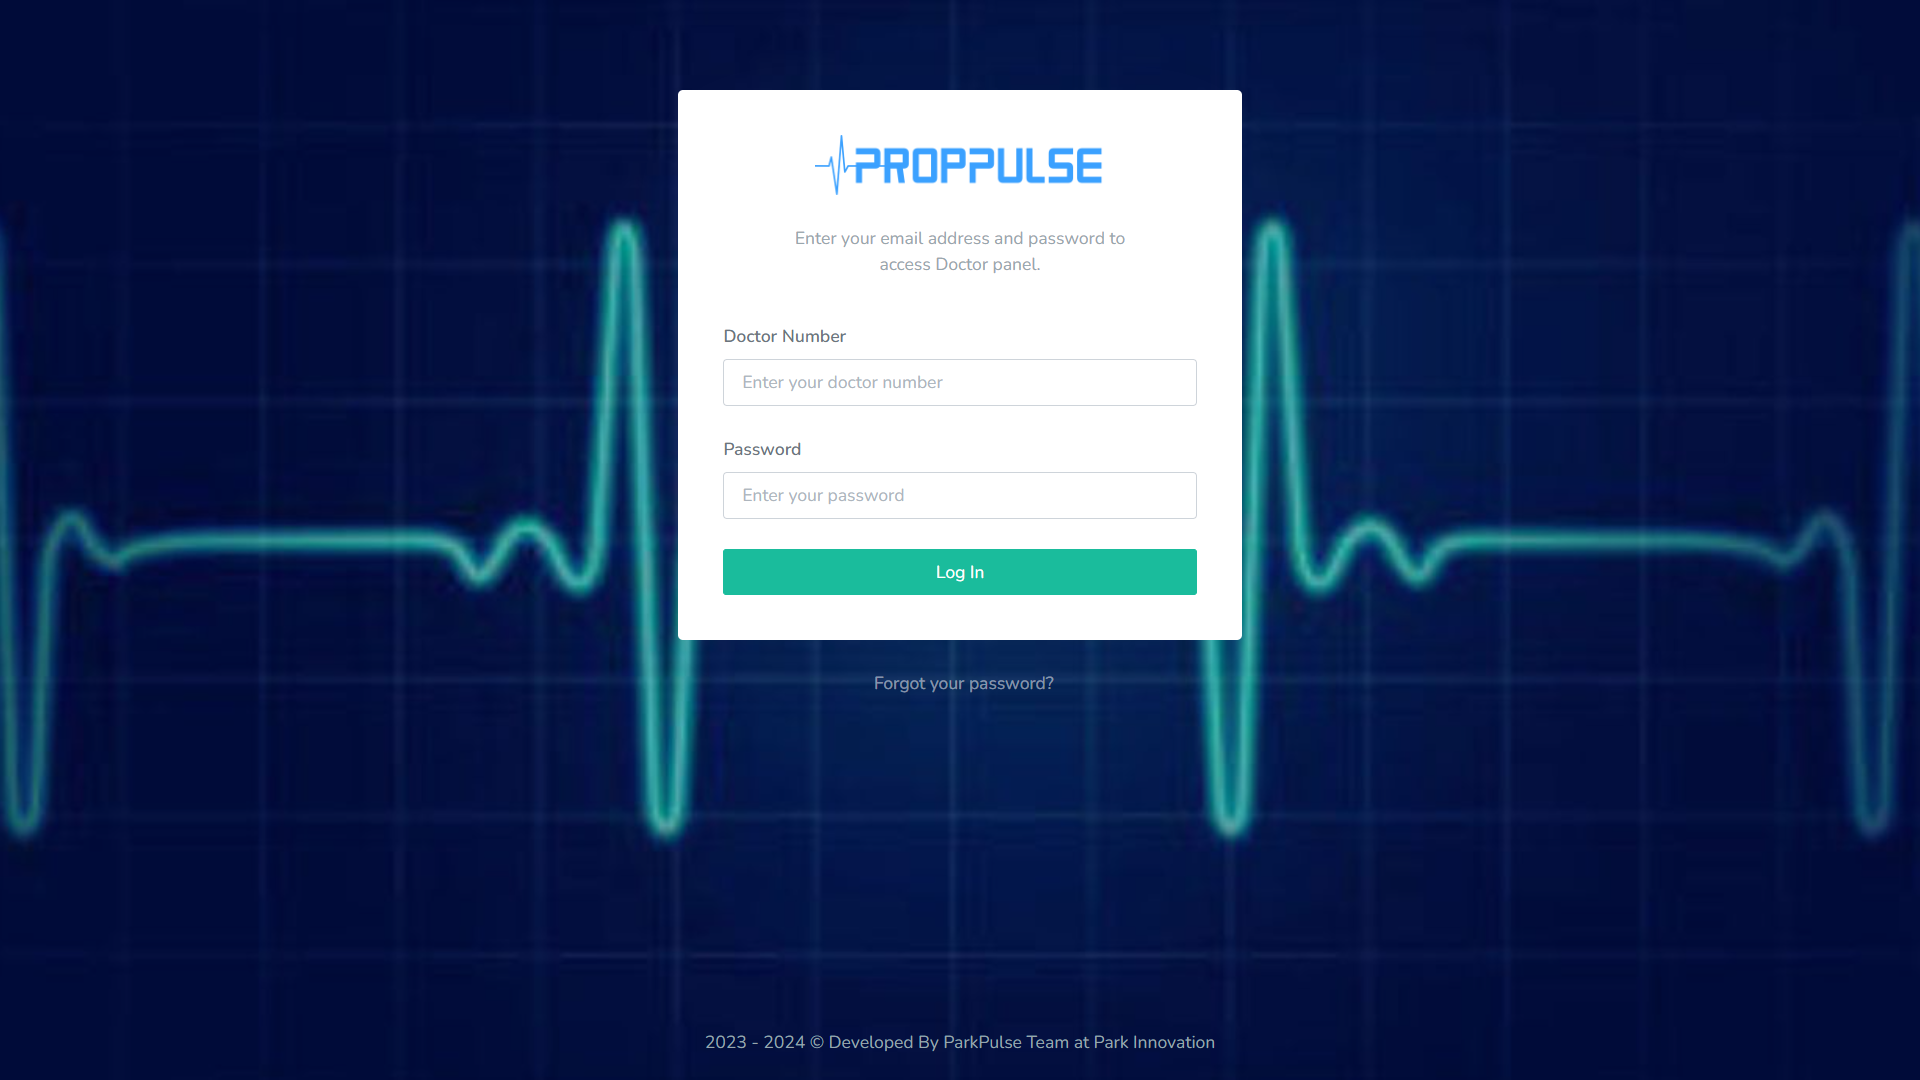 PROPPULSE
Enter your email address and password to
access Doctor panel.
Doctor Number
Enter your doctor number
Password
Enter your password
Log In
Forgot your password?
2023 - 2024 © Developed By ParkPulse Team at Park Innovation